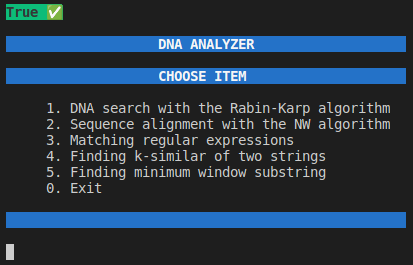 True ✅
DNA ANALYZER
CHOOSE ITEM
1. DNA search with the Rabin-Karp algorithm
2. Sequence alignment with the NW algorithm
3. Matching regular expressions
4. Finding k-similar of two strings
5. Finding minimum window substring
0. Exit